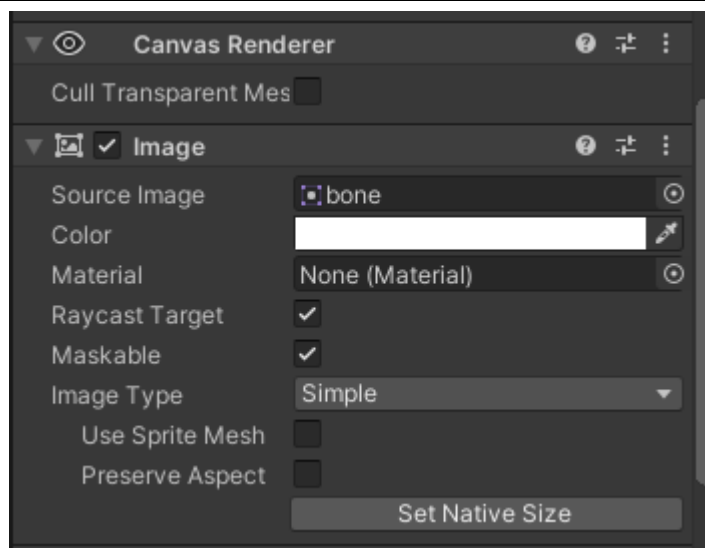 Canvas Renderer
Cull Transparent Mes
Image
Source Image bone
Color
Material None (Material)
Raycast Target
Maskable
Image Type Simple
Use Sprite Mesh
Preserve Aspect
Set Native Size